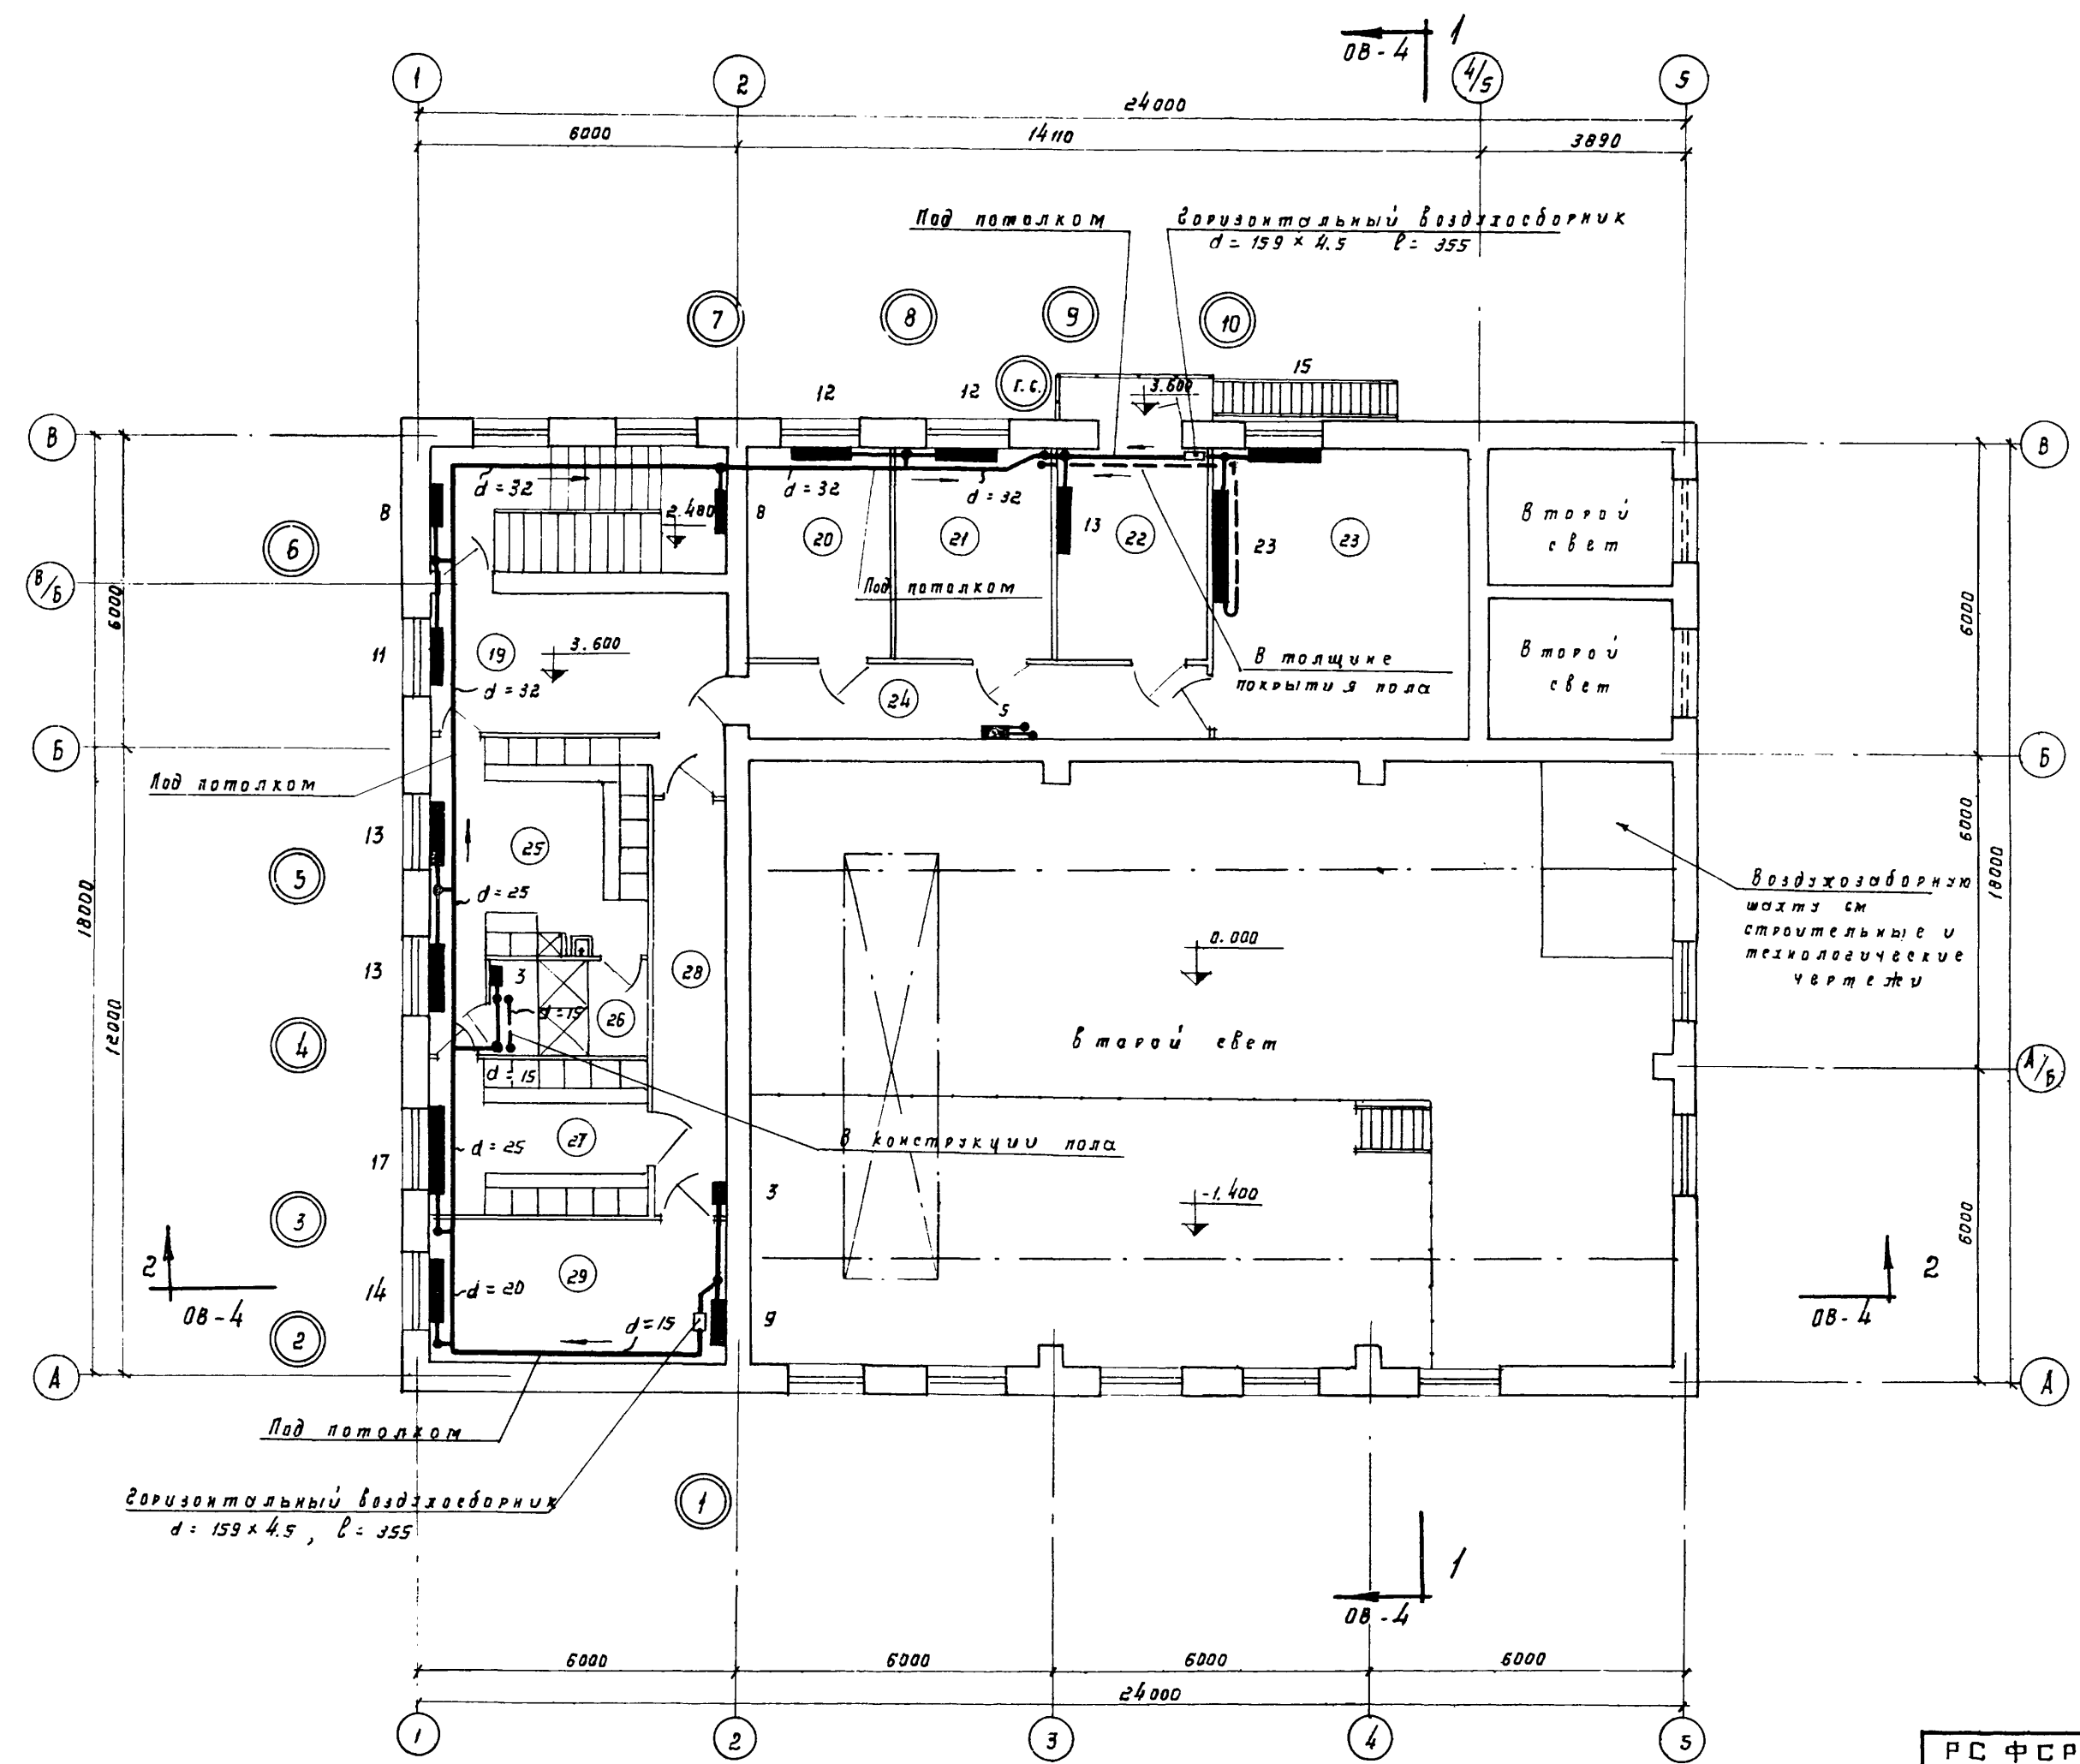 1
ОВ-4
1 2 4/5 5
24000
6000 14110 3890
Под потолком
Горизонтальный воздухосборник
d = 159 × 4.5 l = 355
7 8 9 10
г.с.
15
12 12
3.600
В В
d = 32 d = 32 d = 32
8
2.480
8
13
23
20 21 22 23
Второй
свет
6
В/Б
Под потолком
6000
6000
11
19
3.600
d = 32
В толщине
покрытия пола
Второй
свет
24
5
Б Б
Под потолком
13
25
5
d = 25
6000
18000
18000
Воздухозаборную
шахту см
строительные и
технологические
чертежи
0.000
13
3
28
d=15
26
12000
4
второй свет
А/Б
d=15
27
d=25
В конструкции пола
17
3
-1.400
3
6000
2
ОВ-4
14
29
d=20
d=15
9
2
ОВ-4
2
А А
Под потолком
Горизонтальный воздухосборник
d = 159 × 4.5, l = 355
1
1
ОВ-4
6000 6000 6000 6000
24000
1 2 3 4 5
РСФСР